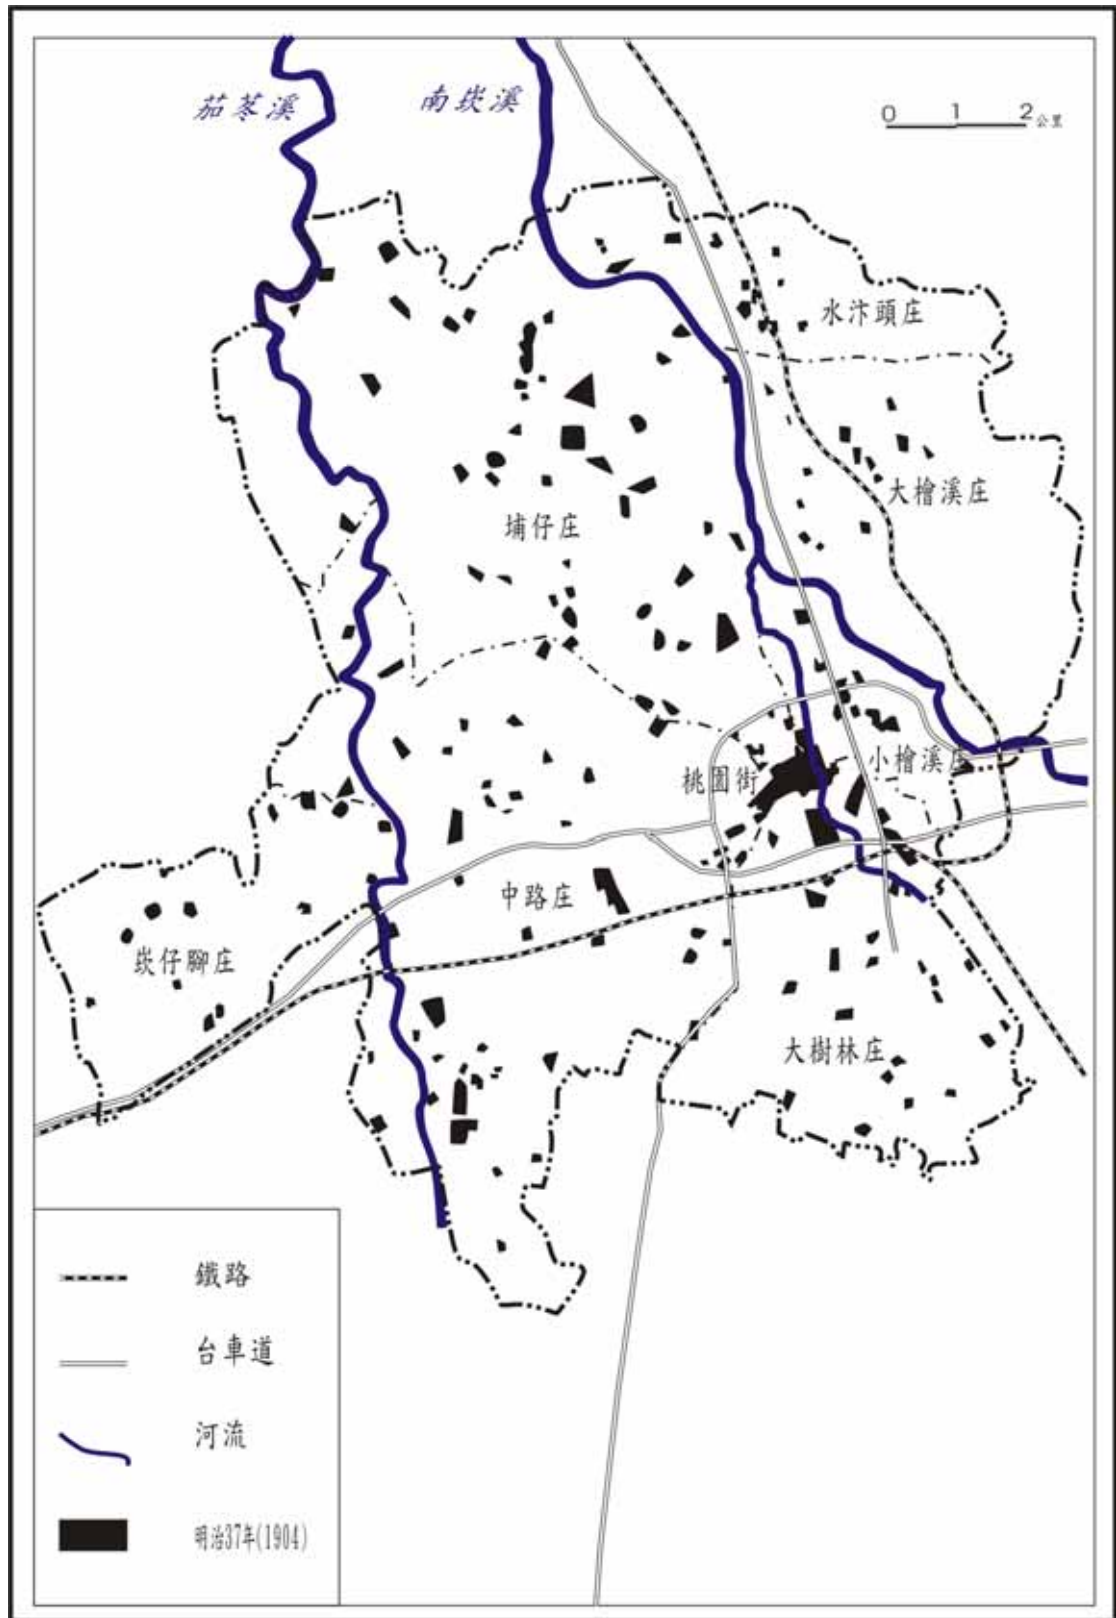 茄苳溪
南崁溪
0 1 2公里
水汴頭庄
大檜溪庄
埔仔庄
桃園街
小檜溪庄
中路庄
崁仔腳庄
大樹林庄
鐵路
台車道
河流
明治37年(1904)